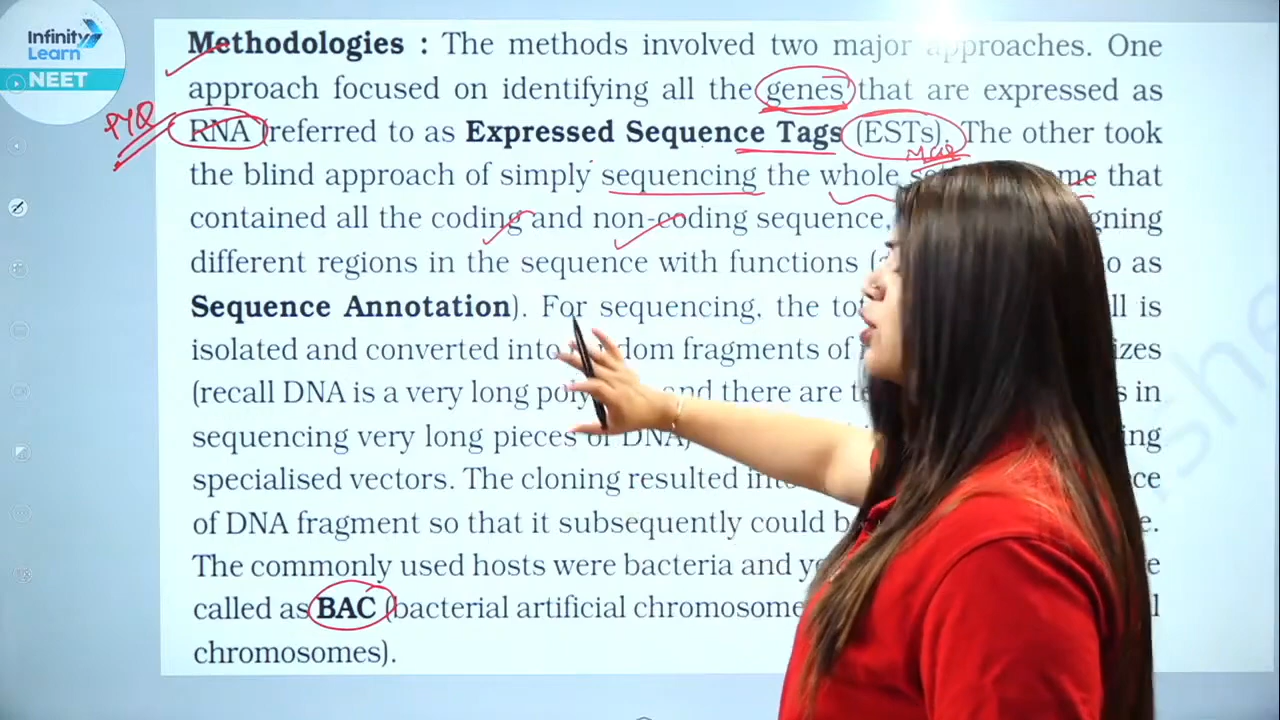 Infinity
Learn
NEET
Methodologies : The methods involved two major approaches. One
approach focused on identifying all the genes that are expressed as
PYQ
RNA (referred to as Expressed Sequence Tags (ESTs). The other took
the blind approach of simply sequencing the whole that
contained all the coding and non-coding sequence,
different regions in the sequence with functions as
Sequence Annotation). For sequencing, the is
isolated and converted into random fragments of
(recall DNA is a very long and there are in
sequencing very long pieces of DNA)
specialised vectors. The cloning resulted
of DNA fragment so that it subsequently could
The commonly used hosts were bacteria and
called as BAC (bacterial artificial chromosome
chromosomes).